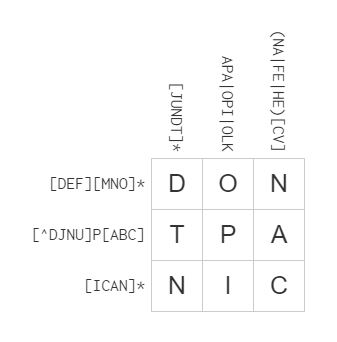 [JUNDT]*
APA|OPI|OLK
(NA|FE|HE)[CV]
[DEF][MNO]* D O N
[^DJNU]P[ABC] T P A
[ICAN]* N I C